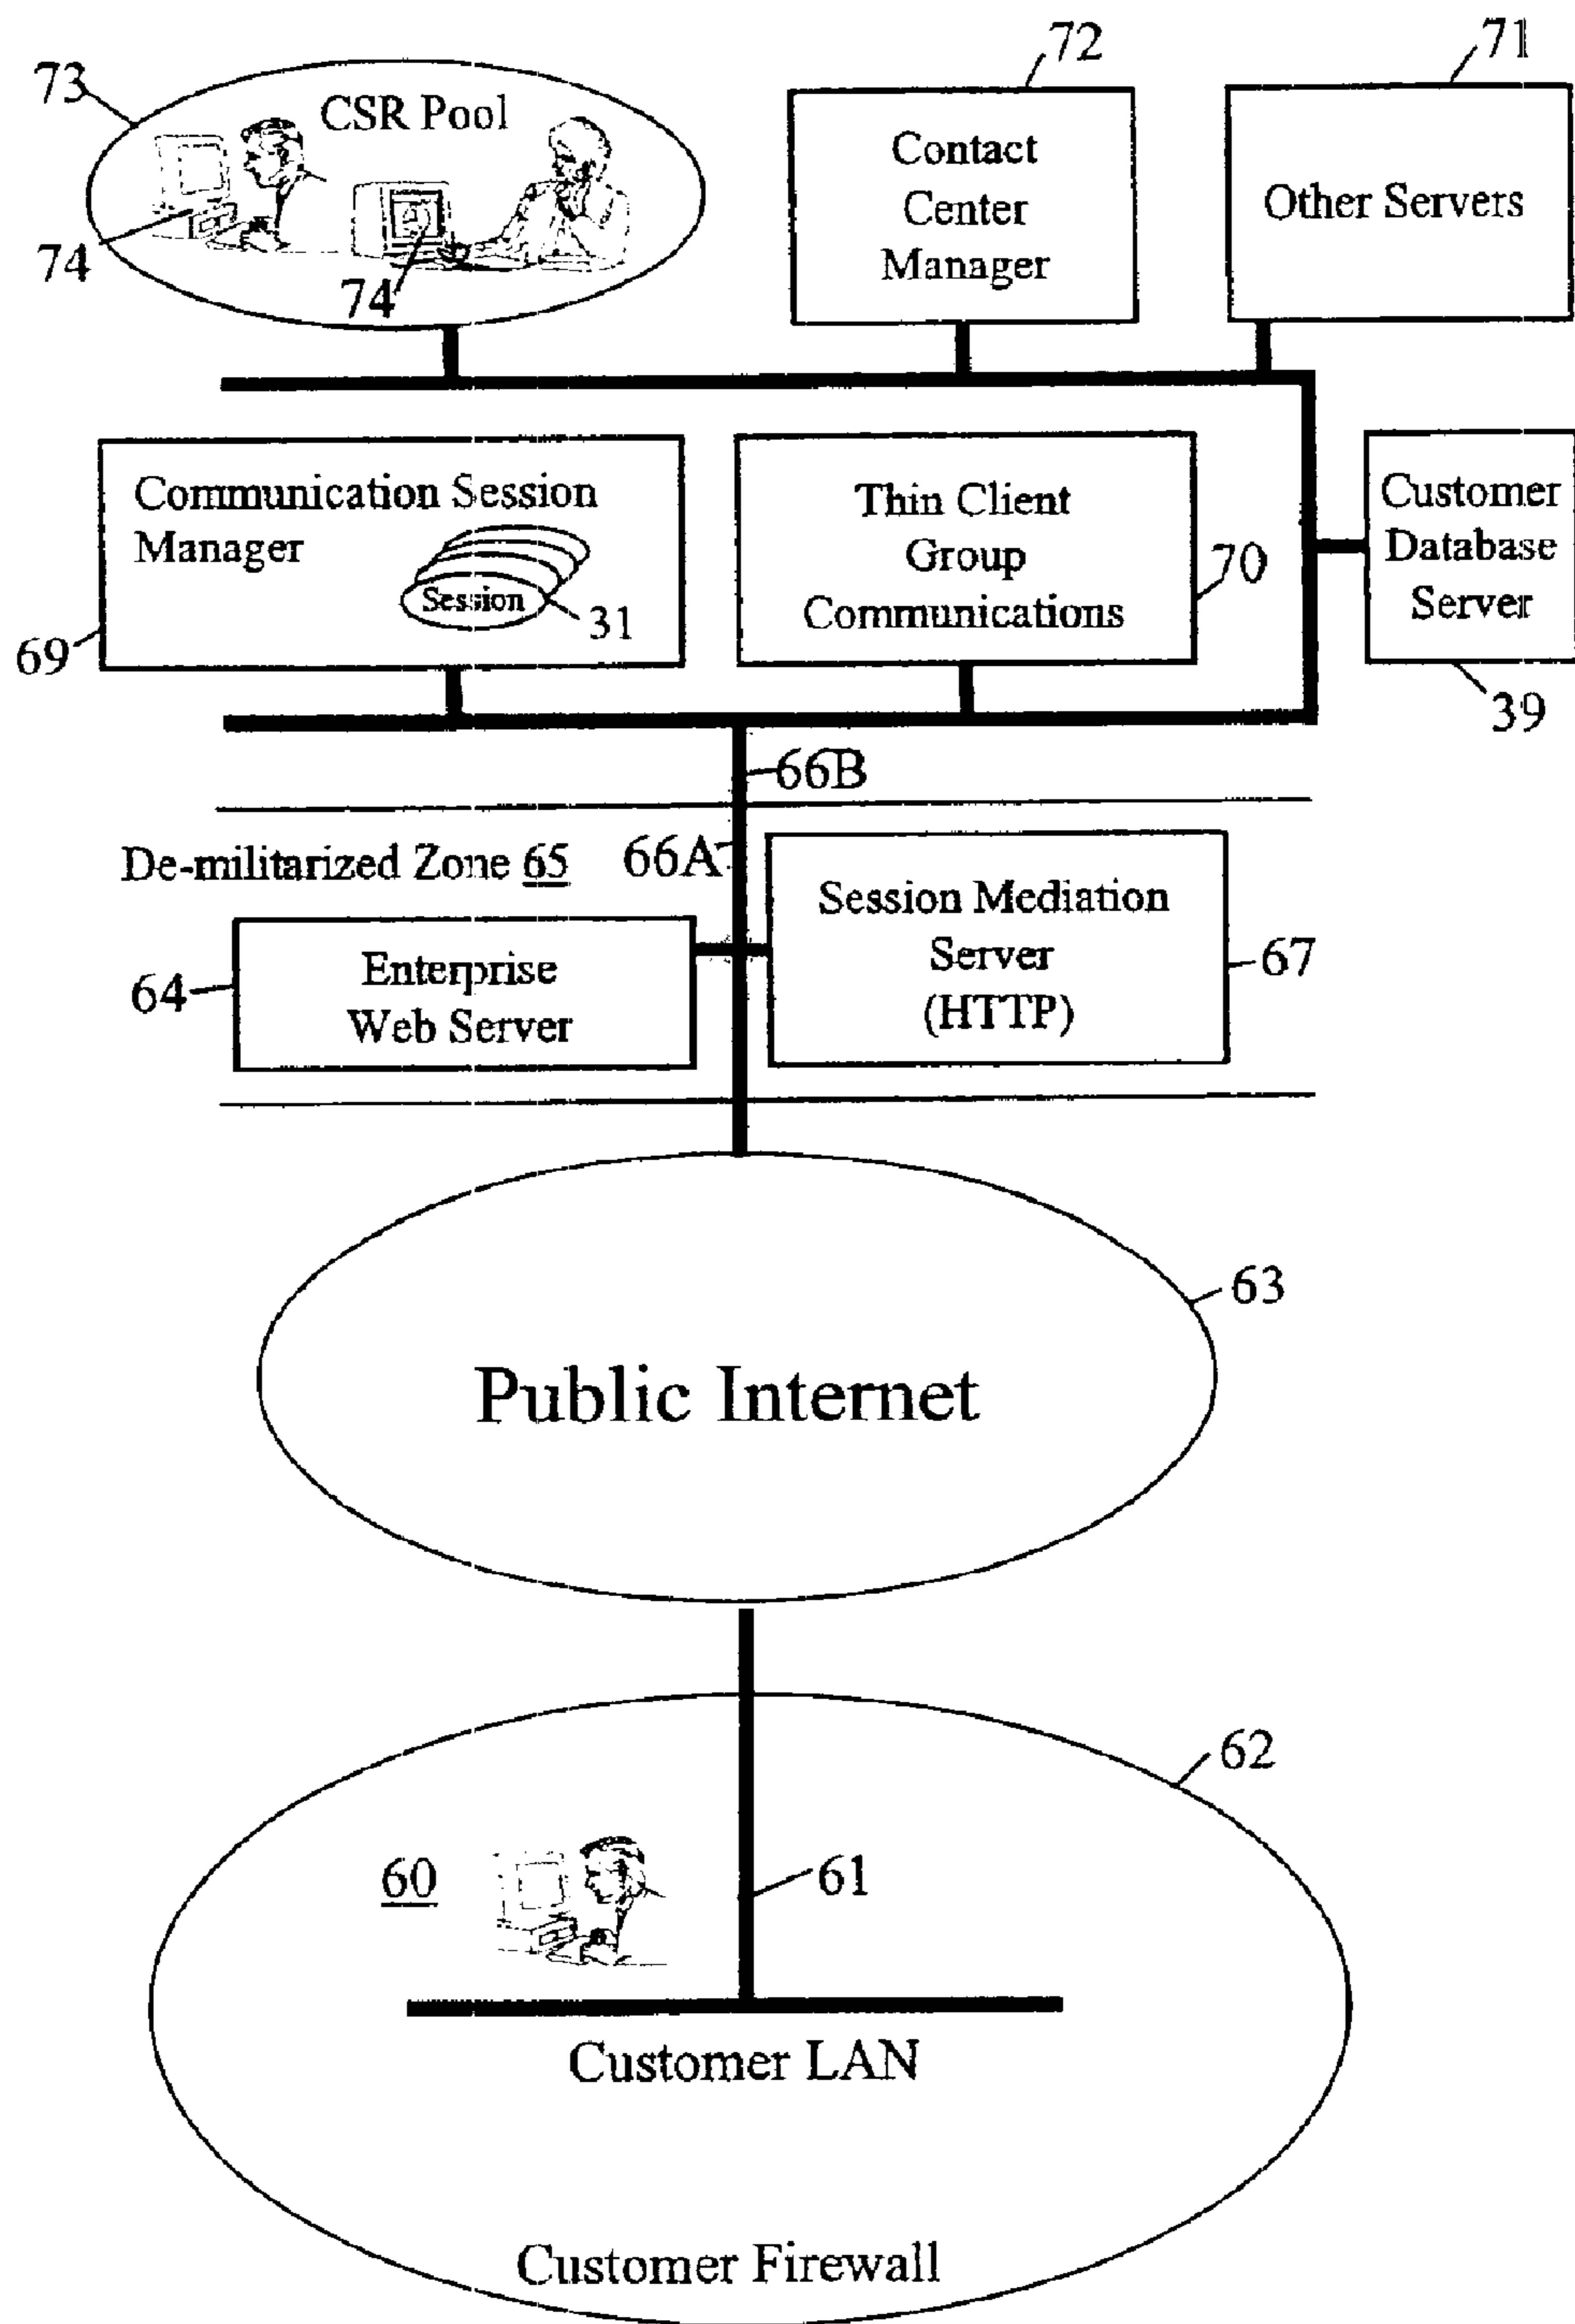 72
71
73
CSR Pool
Contact
Center
Manager
Other Servers
74
74
Communication Session
Manager
Session
31
69
Thin Client
Group
Communications
70
Customer
Database
Server
39
66B
De-militarized Zone 65
66A
Session Mediation
Server
(HTTP)
67
Enterprise
Web Server
64
63
Public Internet
62
60
61
Customer LAN
Customer Firewall